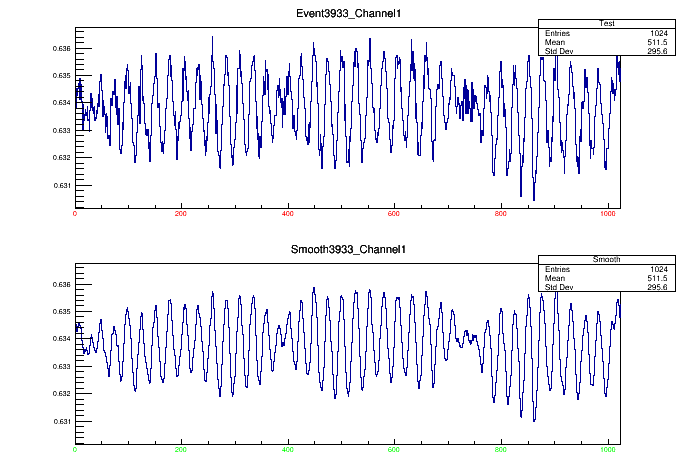 Event3933_Channel1
Test
Entries 1024
Mean 511.5
Std Dev 295.6
0.636
0.635
0.634
0.633
0.632
0.631
0 200 400 600 800 1000
Smooth3933_Channel1
Smooth
Entries 1024
Mean 511.5
Std Dev 295.6
0.636
0.635
0.634
0.633
0.632
0.631
0 200 400 600 800 1000